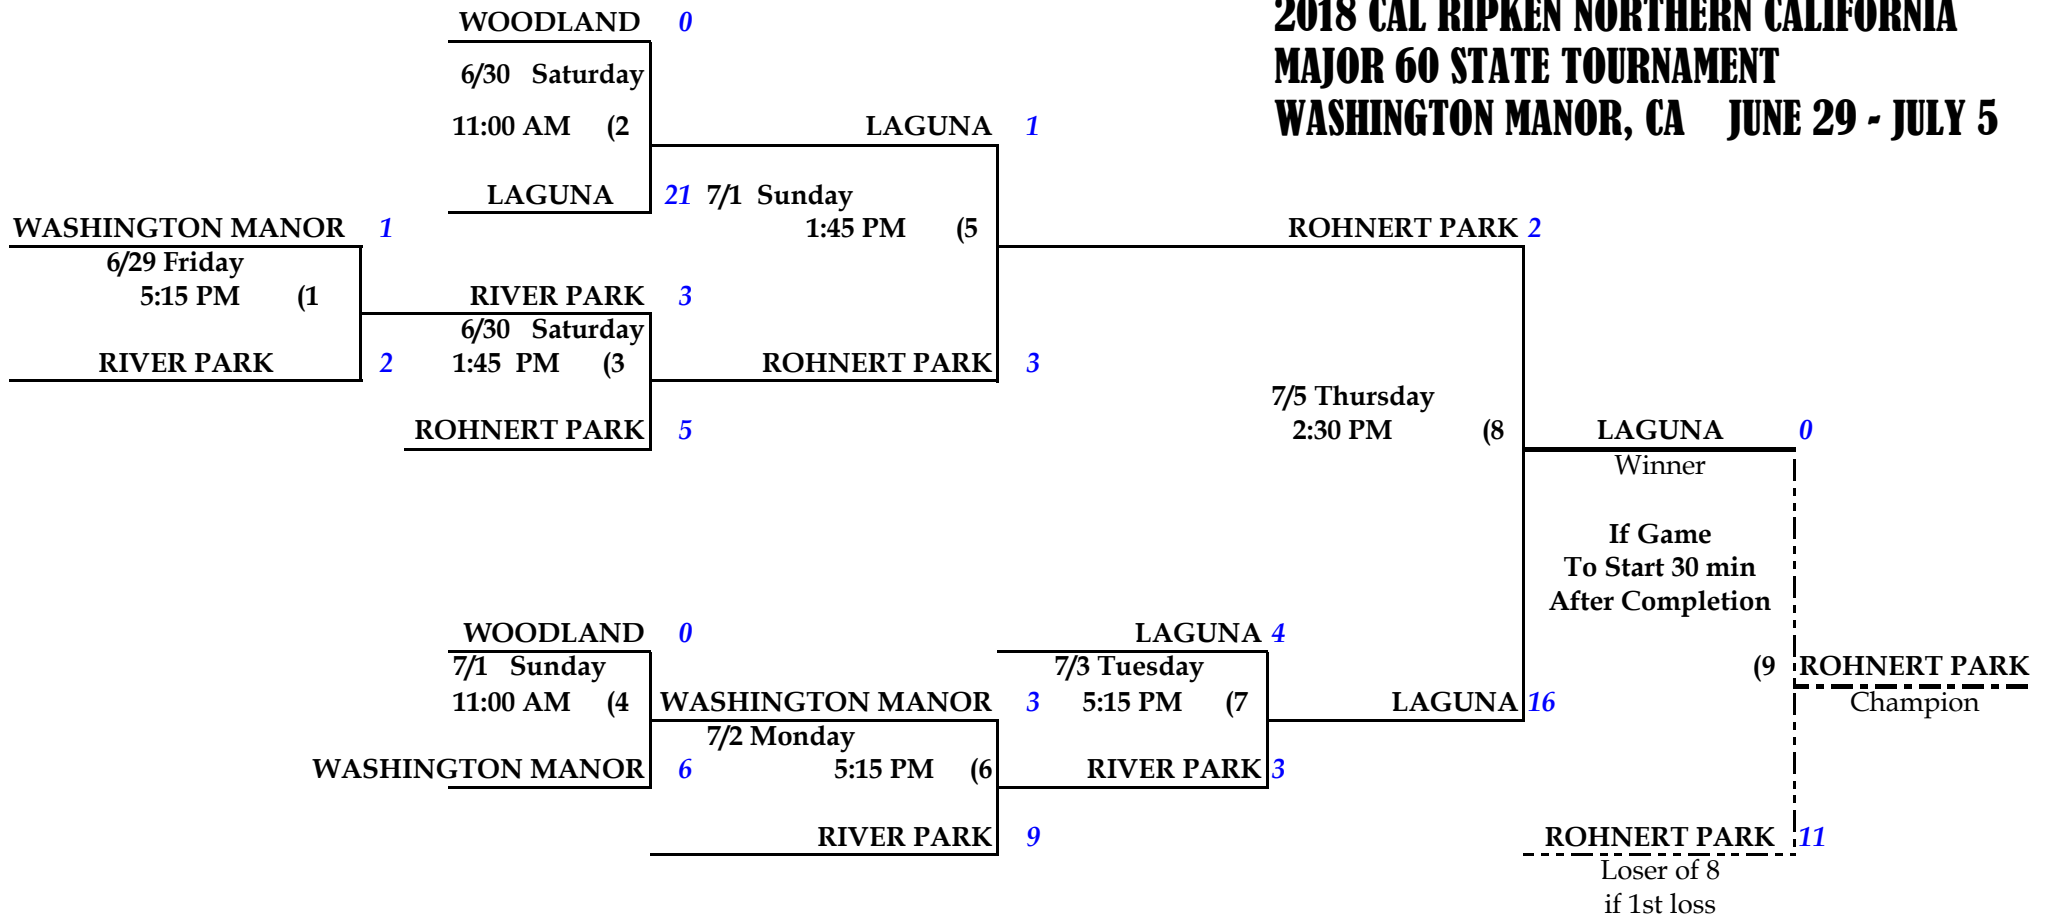 2018 CAL RIPKEN NORTHERN CALIFORNIA
MAJOR 60 STATE TOURNAMENT
WASHINGTON MANOR, CA JUNE 29 - JULY 5
WOODLAND 0
6/30 Saturday
11:00 AM (2
LAGUNA 21
WASHINGTON MANOR 1
6/29 Friday
5:15 PM (1
RIVER PARK 2
RIVER PARK 3
6/30 Saturday
1:45 PM (3
ROHNERT PARK 5
LAGUNA 1
7/1 Sunday
1:45 PM (5
ROHNERT PARK 3
ROHNERT PARK 2
7/5 Thursday
2:30 PM (8
LAGUNA 16
WOODLAND 0
7/1 Sunday
11:00 AM (4
WASHINGTON MANOR 6
WASHINGTON MANOR 3
7/2 Monday
5:15 PM (6
RIVER PARK 9
LAGUNA 4
7/3 Tuesday
5:15 PM (7
RIVER PARK 3
LAGUNA 0
Winner
If Game
To Start 30 min
After Completion
(9
ROHNERT PARK
Champion
ROHNERT PARK 11
Loser of 8
if 1st loss